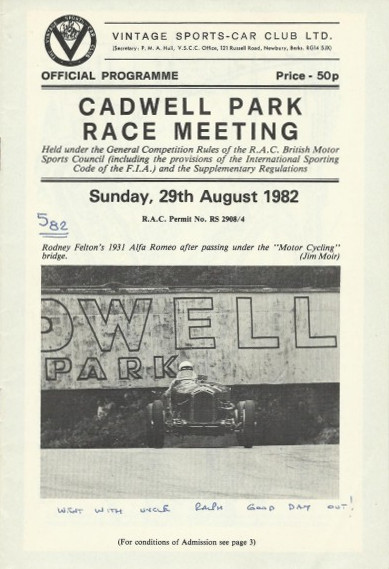 VINTAGE SPORTS-CAR CLUB LTD.
(Secretary: P. M. A. Hull, V.S.C.C. Office, 121 Russell Road, Newbury, Berks. RG14 5JX)
OFFICIAL PROGRAMME Price - 50p
CADWELL PARK
RACE MEETING
Held under the General Competition Rules of the R.A.C. British Motor
Sports Council (including the provisions of the International Sporting
Code of the F.I.A.) and the Supplementary Regulations
Sunday, 29th August 1982
582
R.A.C. Permit No. RS 2908/4
Rodney Felton's 1931 Alfa Romeo after passing under the "Motor Cycling"
bridge. (Jim Moir)
DWELL
PARK
WENT WITH UNCLE RALPH GOOD DAY OUT!
(For conditions of Admission see page 3)